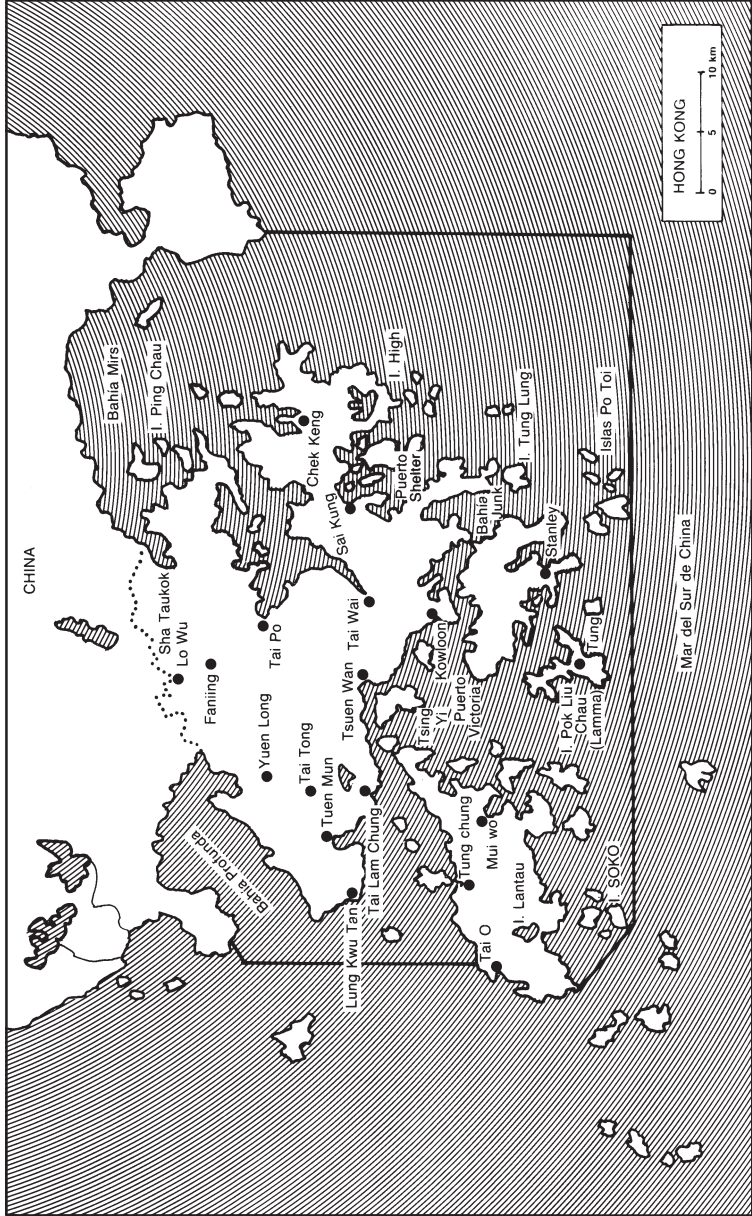 CHINA
Bahia Mirs
I. Ping Chau
Sha Taukok
Lo Wu
Faniing
Bahia Profunda
Yuen Long
Tai Po
Tai Tong
Chek Keng
Tuen Mun
Sai Kung
Lung Kwu Tan
Tsuen Wan
Tai Wai
Tai Lam Chung
I. High
Puerto
Shelter
Tsing
Yi
Kowloon
Puerto
Victoria
Tung chung
Bahia
Junk
Tai O
Mui wo
I. Lantau
I. Tung Lung
Stanley
I. Pok Liu
Chau
(Lamma)
Tung
Islas Po Toi
I. SOKO
Mar del Sur de China
HONG KONG
0 5 10 km